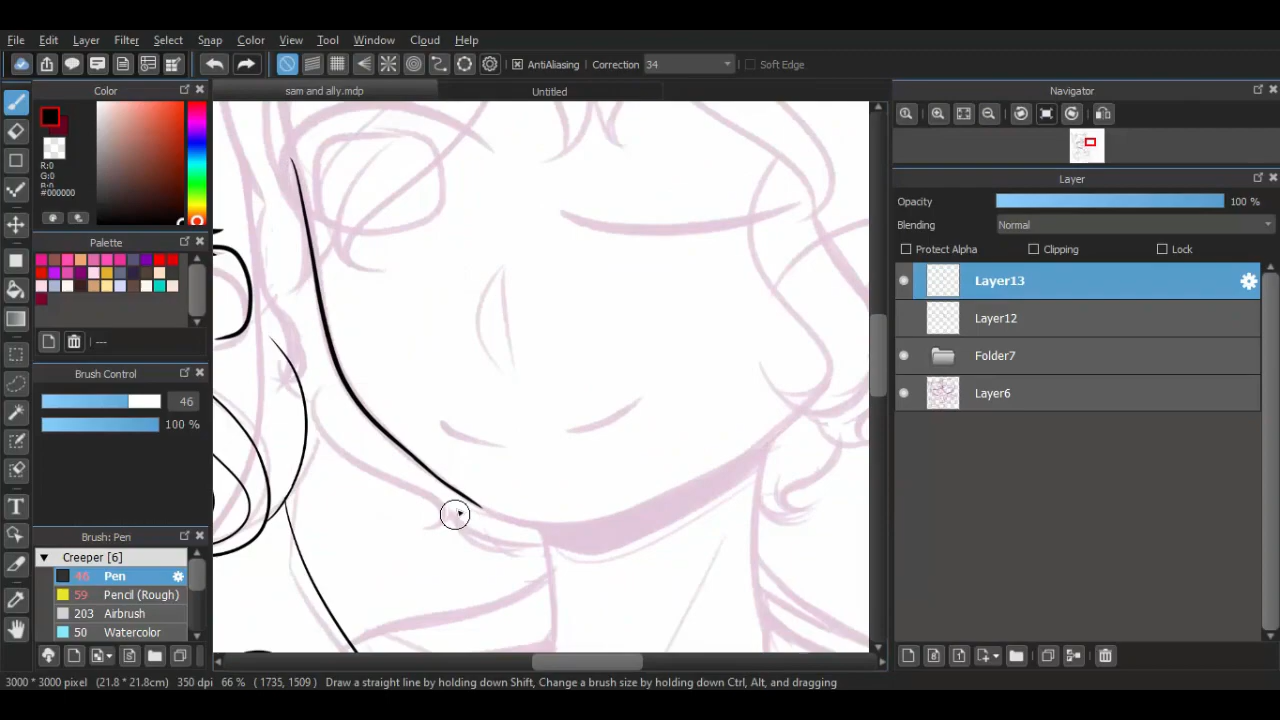 File Edit Layer Filter Select Snap Color View Tool Window Cloud Help
AntiAliasing Correction 34 Soft Edge
Color
R:0
G:0
B:0
#000000
Palette
---
Brush Control
46
100 %
Brush: Pen
Creeper [6]
46 Pen
59 Pencil (Rough)
203 Airbrush
50 Watercolor
sam and ally.mdp Untitled
Navigator
Layer
Opacity 100 %
Blending Normal
Protect Alpha Clipping Lock
Layer13
Layer12
Folder7
Layer6
3000 * 3000 pixel (21.8 * 21.8cm) 350 dpi 66 % ( 1735, 1509 ) Draw a straight line by holding down Shift, Change a brush size by holding down Ctrl, Alt, and dragging